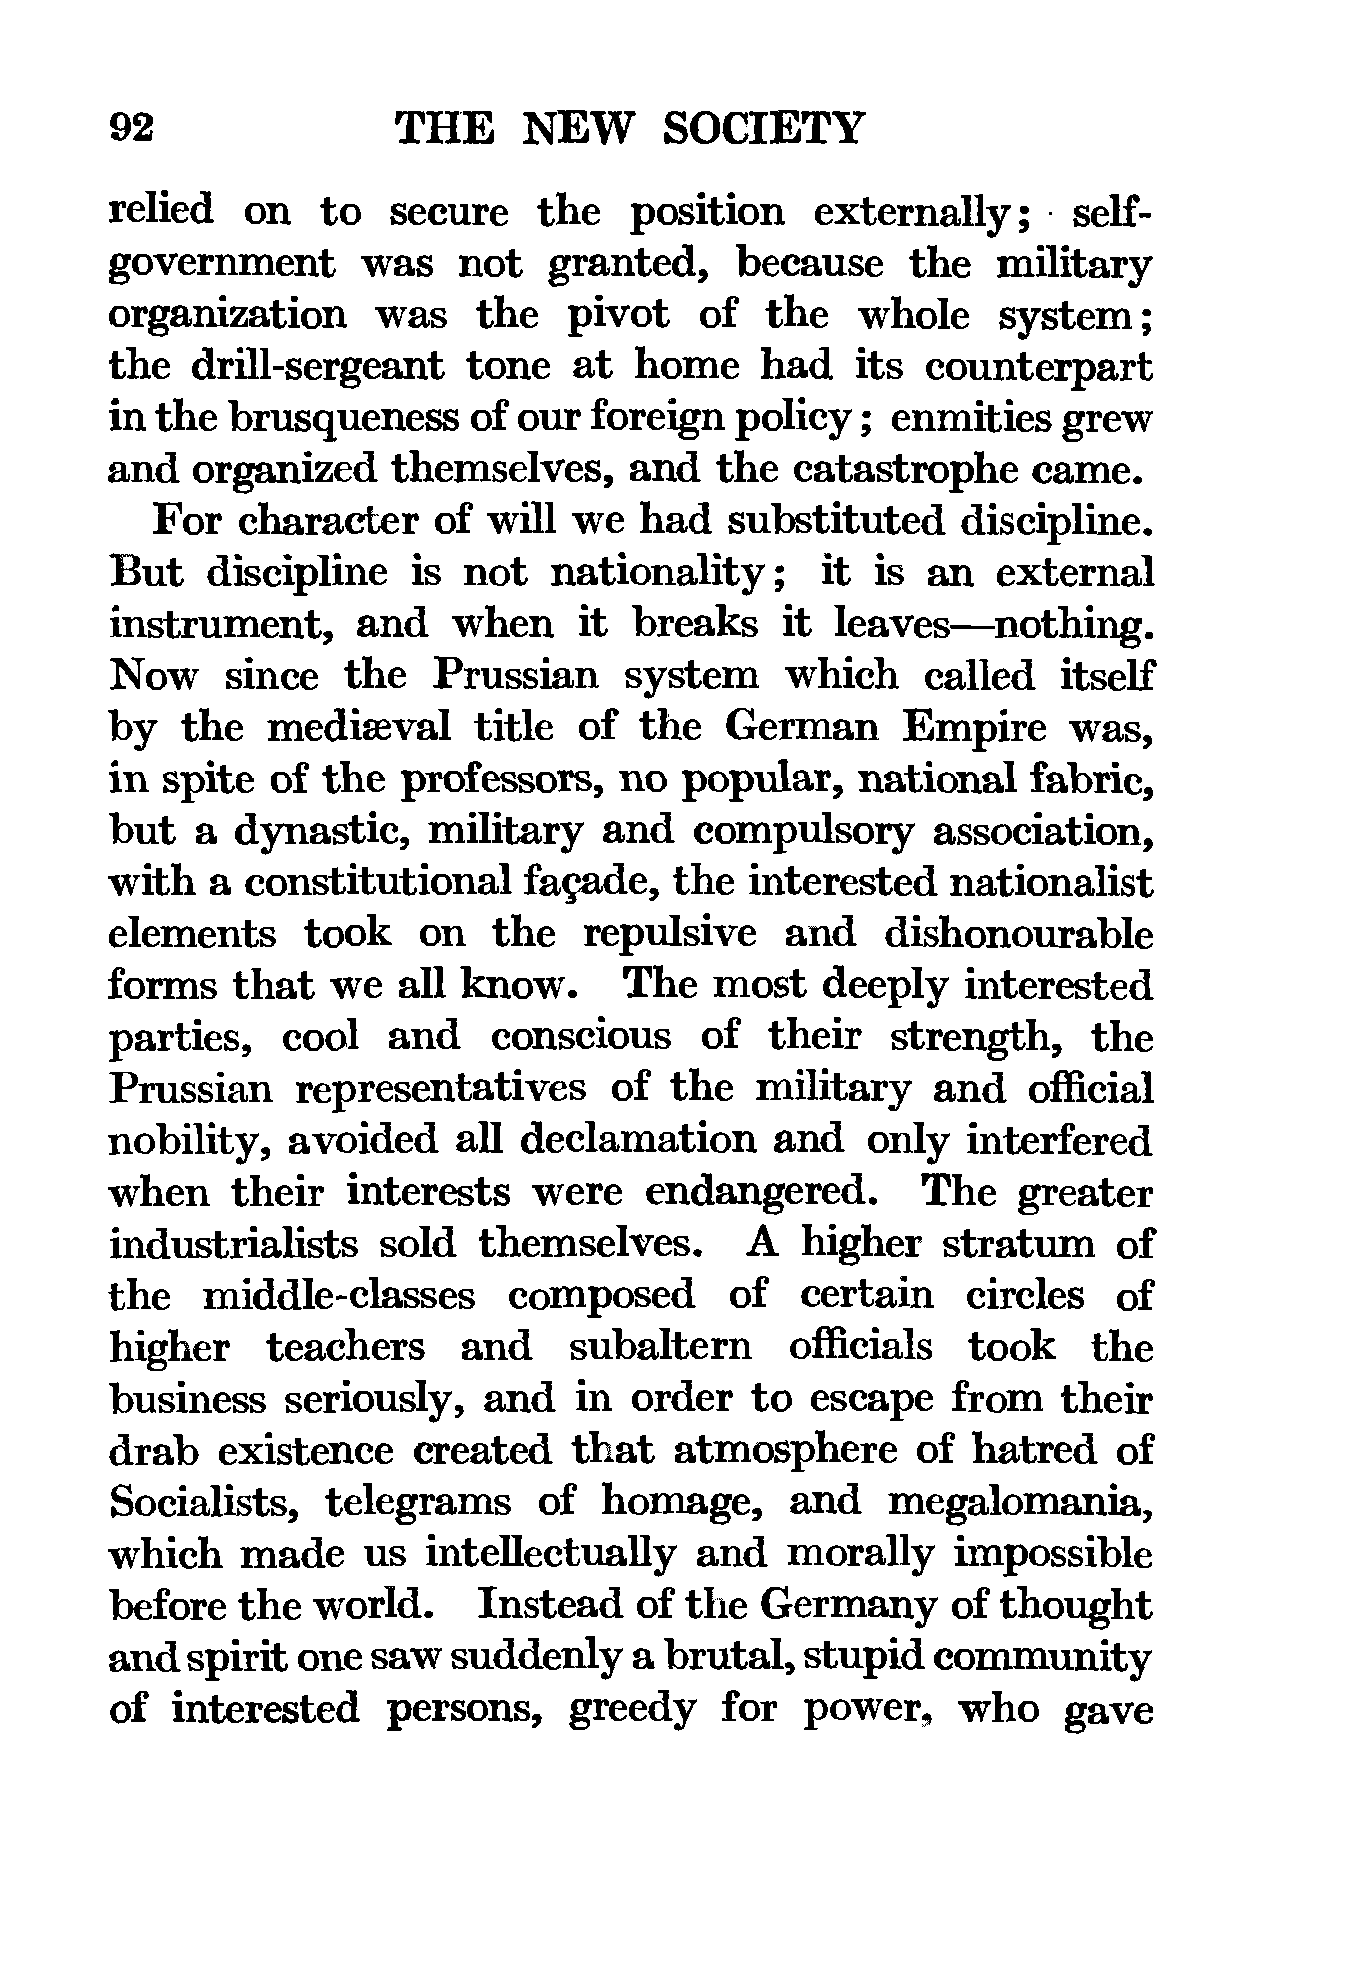 92 THE NEW SOCIETY
relied on to secure the position externally; self-
government was not granted, because the military
organization was the pivot of the whole system;
the drill-sergeant tone at home had its counterpart
in the brusqueness of our foreign policy; enmities grew
and organized themselves, and the catastrophe came.
For character of will we had substituted discipline.
But discipline is not nationality; it is an external
instrument, and when it breaks it leaves—nothing.
Now since the Prussian system which called itself
by the mediæval title of the German Empire was,
in spite of the professors, no popular, national fabric,
but a dynastic, military and compulsory association,
with a constitutional façade, the interested nationalist
elements took on the repulsive and dishonourable
forms that we all know. The most deeply interested
parties, cool and conscious of their strength, the
Prussian representatives of the military and official
nobility, avoided all declamation and only interfered
when their interests were endangered. The greater
industrialists sold themselves. A higher stratum of
the middle-classes composed of certain circles of
higher teachers and subaltern officials took the
business seriously, and in order to escape from their
drab existence created that atmosphere of hatred of
Socialists, telegrams of homage, and megalomania,
which made us intellectually and morally impossible
before the world. Instead of the Germany of thought
and spirit one saw suddenly a brutal, stupid community
of interested persons, greedy for power, who gave